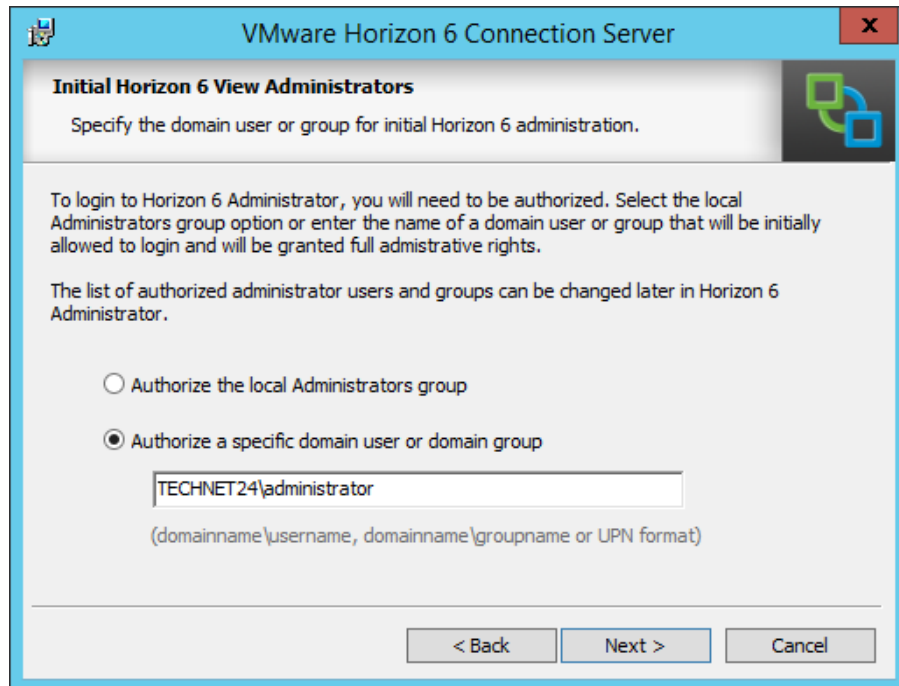 VMware Horizon 6 Connection Server
x
Initial Horizon 6 View Administrators
Specify the domain user or group for initial Horizon 6 administration.
To login to Horizon 6 Administrator, you will need to be authorized. Select the local
Administrators group option or enter the name of a domain user or group that will be initially
allowed to login and will be granted full admistrative rights.
The list of authorized administrator users and groups can be changed later in Horizon 6
Administrator.
Authorize the local Administrators group
Authorize a specific domain user or domain group
TECHNET24\administrator
(domainname\username, domainname\groupname or UPN format)
< Back
Next >
Cancel